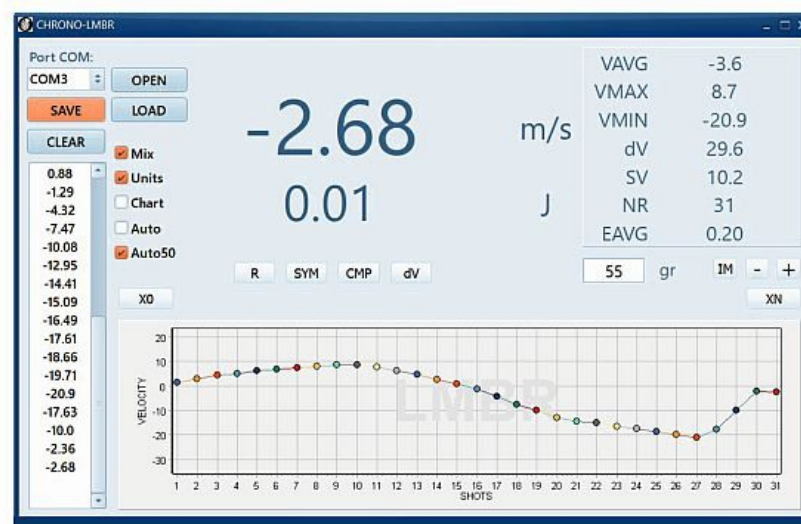 CHRONO-LMBR
Port COM:
COM3
OPEN
SAVE
LOAD
CLEAR
Mix
Units
Chart
Auto
Auto50
0.88
-1.29
-4.32
-7.47
-10.08
-12.95
-14.41
-15.09
-16.49
-17.61
-18.66
-19.71
-20.9
-17.63
-10.0
-2.36
-2.68
-2.68 m/s
0.01 J
R SYM CMP dV
X0
VAVG -3.6
VMAX 8.7
VMIN -20.9
dV 29.6
SV 10.2
NR 31
EAVG 0.20
55 gr IM - +
XN
LMBR
VELOCITY
20
10
0
-10
-20
-30
1 2 3 4 5 6 7 8 9 10 11 12 13 14 15 16 17 18 19 20 21 22 23 24 25 26 27 28 29 30 31
SHOTS